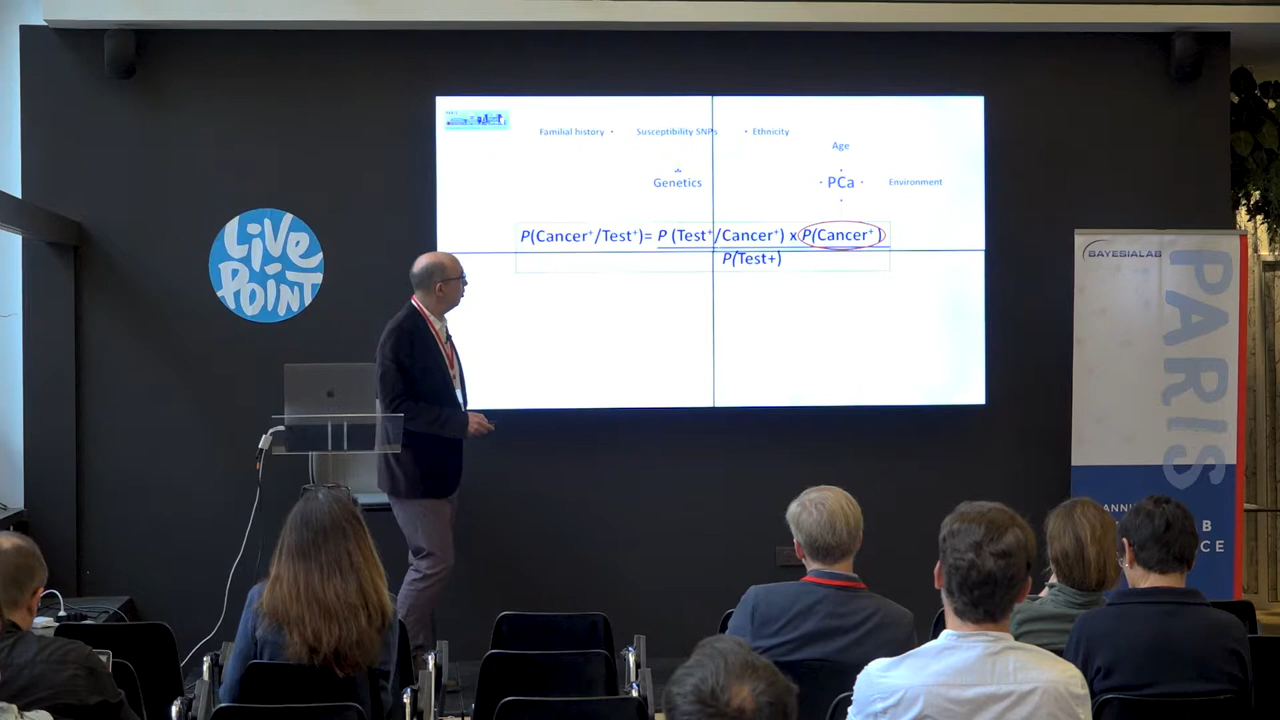 Familial history • Susceptibility SNPs • Ethnicity
Age
Genetics
• PCa •
Environment
P(Cancer⁺/Test⁺)= P (Test⁺/Cancer⁺) x P(Cancer⁺)
P(Test+)
LiVE
POiNT
BAYESIALAB
PARIS